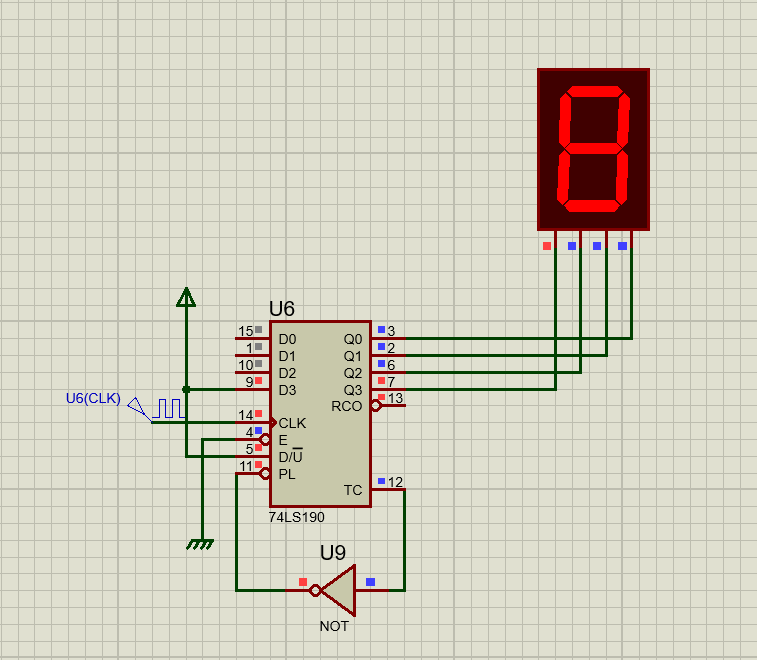 8
U6
15 D0 Q0 3
1 D1 Q1 2
10 D2 Q2 6
9 D3 Q3 7
RCO 13
U6(CLK)
14 CLK
4 E
5 D/U̅
11 PL
TC 12
74LS190
U9
NOT